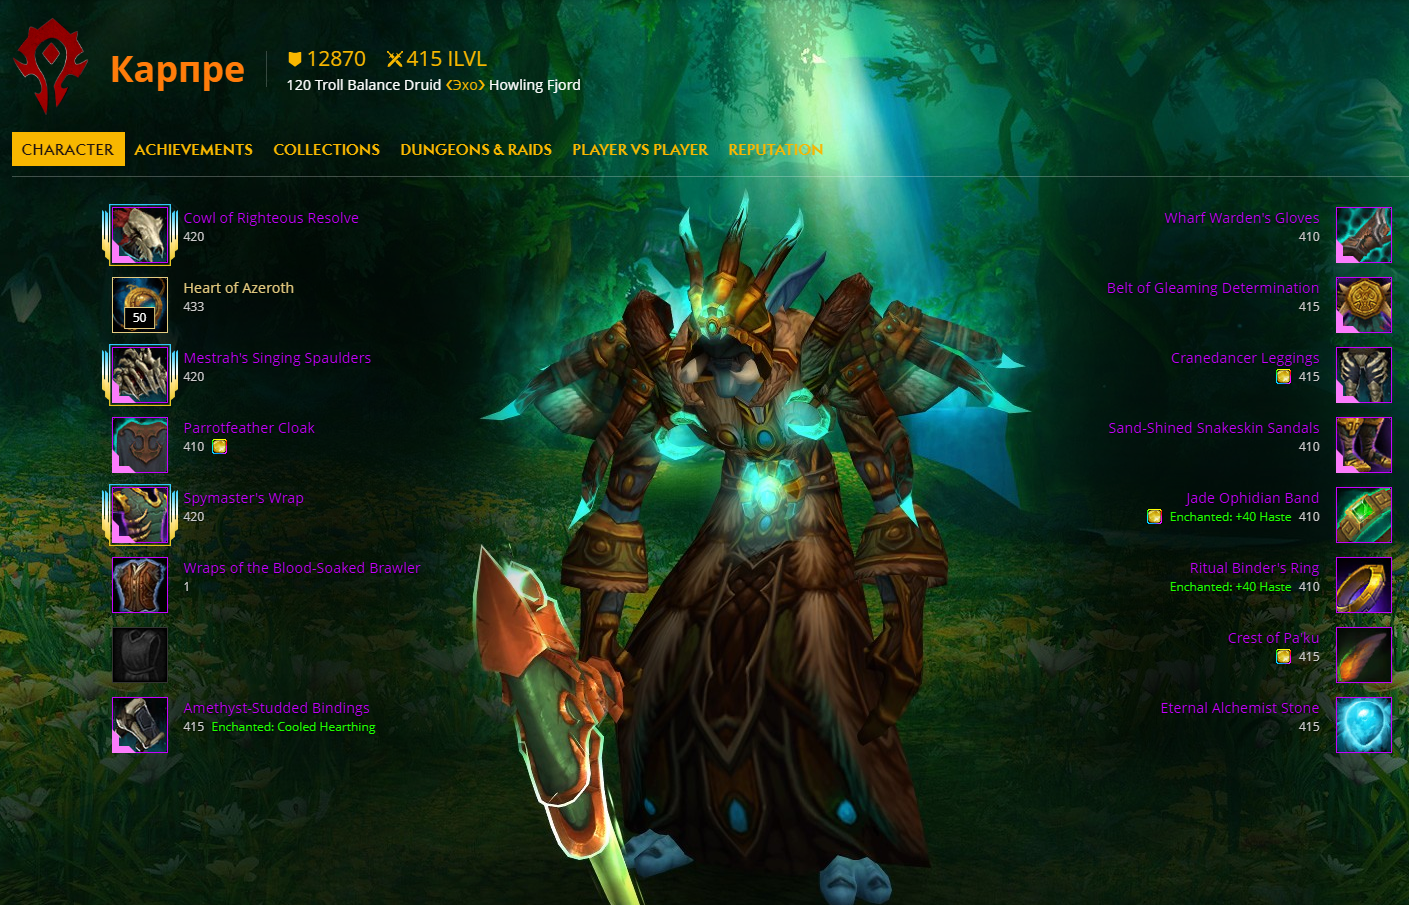 Карпре
12870 415 ILVL
120 Troll Balance Druid <Эхо> Howling Fjord
CHARACTER ACHIEVEMENTS COLLECTIONS DUNGEONS & RAIDS PLAYER VS PLAYER REPUTATION
Cowl of Righteous Resolve
420
Heart of Azeroth
433
50
Mestrah's Singing Spaulders
420
Parrotfeather Cloak
410
Spymaster's Wrap
420
Wraps of the Blood-Soaked Brawler
1
Amethyst-Studded Bindings
415 Enchanted: Cooled Hearthing
Wharf Warden's Gloves
410
Belt of Gleaming Determination
415
Cranedancer Leggings
415
Sand-Shined Snakeskin Sandals
410
Jade Ophidian Band
Enchanted: +40 Haste 410
Ritual Binder's Ring
Enchanted: +40 Haste 410
Crest of Pa'ku
415
Eternal Alchemist Stone
415